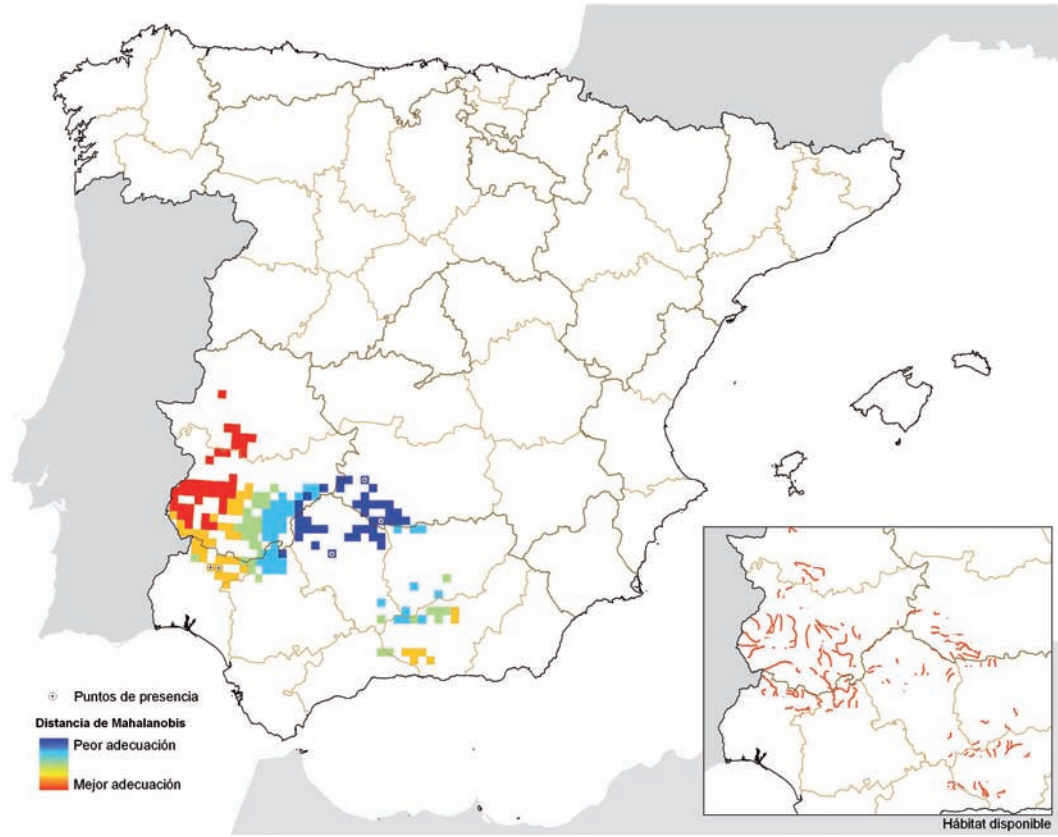 Puntos de presencia
Distancia de Mahalanobis
Peor adecuación
Mejor adecuación
Hábitat disponible